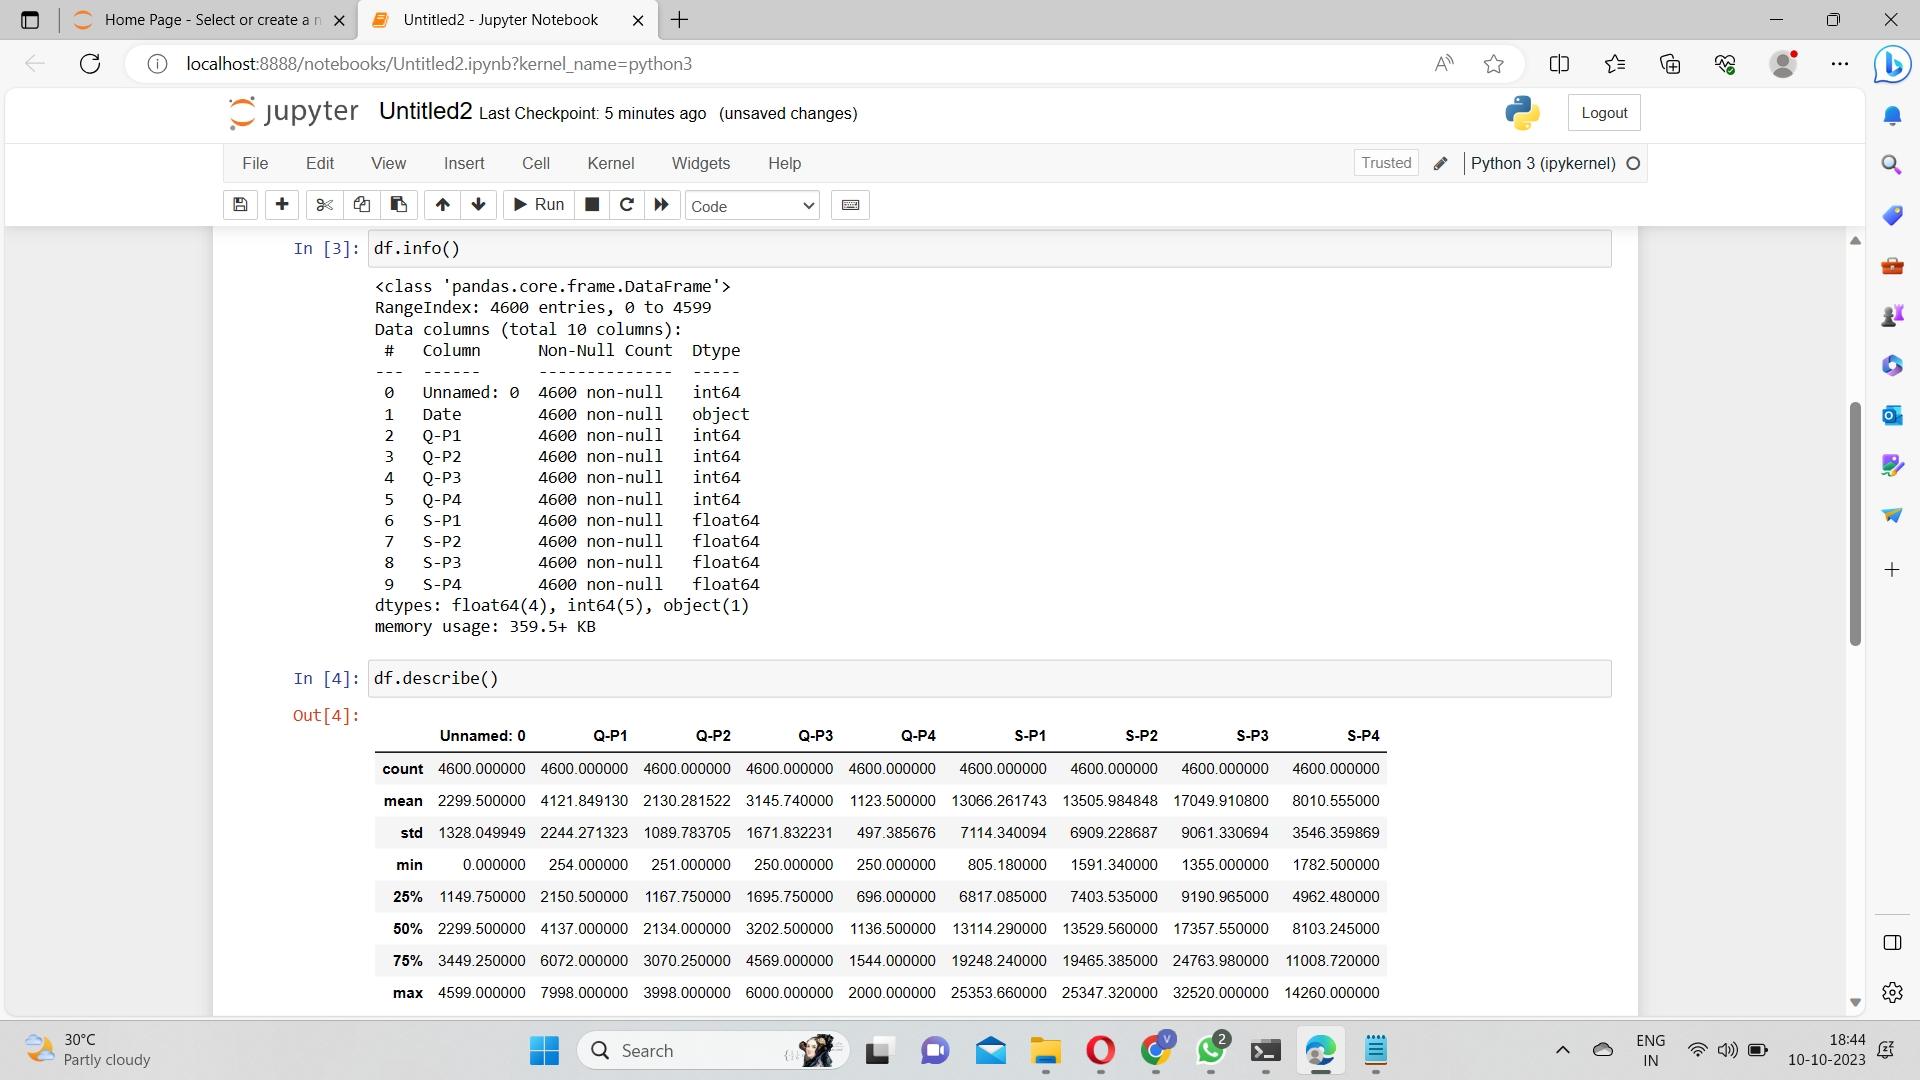 Home Page - Select or create a n
Untitled2 - Jupyter Notebook
localhost:8888/notebooks/Untitled2.ipynb?kernel_name=python3
jupyter Untitled2 Last Checkpoint: 5 minutes ago (unsaved changes)
Logout
File Edit View Insert Cell Kernel Widgets Help
Trusted
Python 3 (ipykernel)
Run
Code
In [3]: df.info()
<class 'pandas.core.frame.DataFrame'>
RangeIndex: 4600 entries, 0 to 4599
Data columns (total 10 columns):
# Column Non-Null Count Dtype
--- ------ -------------- -----
0 Unnamed: 0 4600 non-null int64
1 Date 4600 non-null object
2 Q-P1 4600 non-null int64
3 Q-P2 4600 non-null int64
4 Q-P3 4600 non-null int64
5 Q-P4 4600 non-null int64
6 S-P1 4600 non-null float64
7 S-P2 4600 non-null float64
8 S-P3 4600 non-null float64
9 S-P4 4600 non-null float64
dtypes: float64(4), int64(5), object(1)
memory usage: 359.5+ KB
In [4]: df.describe()
Out[4]:
Unnamed: 0 Q-P1 Q-P2 Q-P3 Q-P4 S-P1 S-P2 S-P3 S-P4
count 4600.000000 4600.000000 4600.000000 4600.000000 4600.000000 4600.000000 4600.000000 4600.000000 4600.000000
mean 2299.500000 4121.849130 2130.281522 3145.740000 1123.500000 13066.261743 13505.984848 17049.910800 8010.555000
std 1328.049949 2244.271323 1089.783705 1671.832231 497.385676 7114.340094 6909.228687 9061.330694 3546.359869
min 0.000000 254.000000 251.000000 250.000000 250.000000 805.180000 1591.340000 1355.000000 1782.500000
25% 1149.750000 2150.500000 1167.750000 1695.750000 696.000000 6817.085000 7403.535000 9190.965000 4962.480000
50% 2299.500000 4137.000000 2134.000000 3202.500000 1136.500000 13114.290000 13529.560000 17357.550000 8103.245000
75% 3449.250000 6072.000000 3070.250000 4569.000000 1544.000000 19248.240000 19465.385000 24763.980000 11008.720000
max 4599.000000 7998.000000 3998.000000 6000.000000 2000.000000 25353.660000 25347.320000 32520.000000 14260.000000
30°C
Partly cloudy
Search
V
2
ENG
IN
18:44
10-10-2023